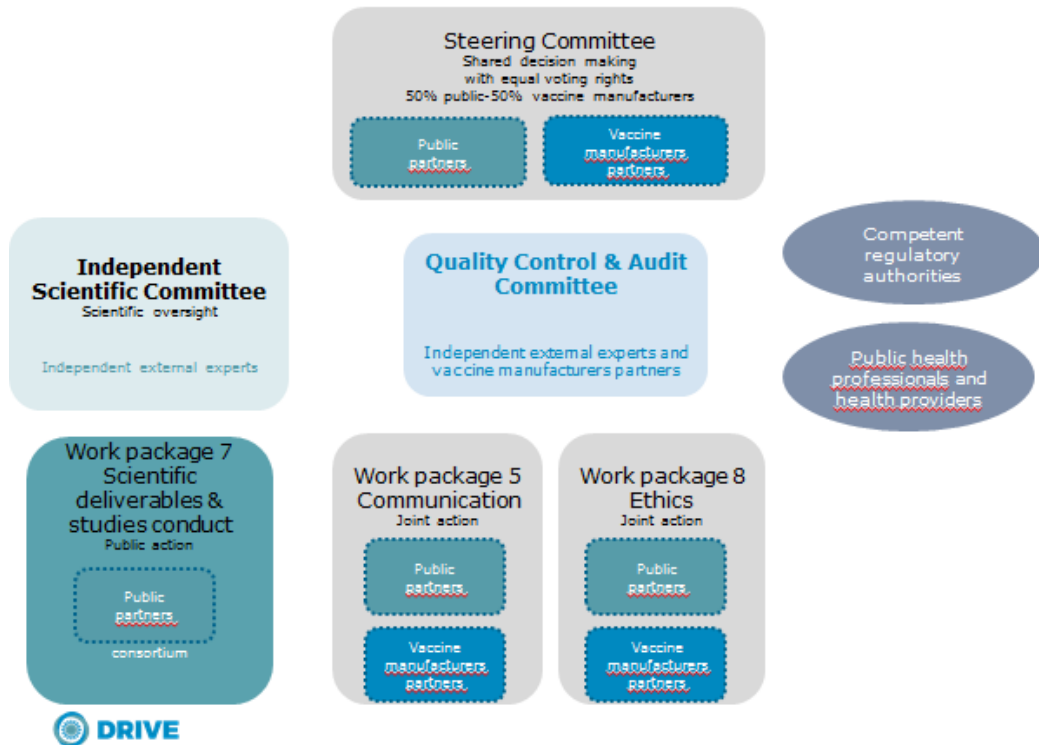 Steering Committee
Shared decision making
with equal voting rights
50% public-50% vaccine manufacturers
Public
partners
Vaccine
manufacturers
partners
Independent
Scientific Committee
Scientific oversight
Independent external experts
Quality Control & Audit
Committee
Independent external experts and
vaccine manufacturers partners
Competent
regulatory
authorities
Public health
professionals and
health providers
Work package 7
Scientific
deliverables &
studies conduct
Public action
Public
partners
consortium
Work package 5
Communication
Joint action
Public
partners
Vaccine
manufacturers
partners
Work package 8
Ethics
Joint action
Public
partners
Vaccine
manufacturers
partners
DRIVE